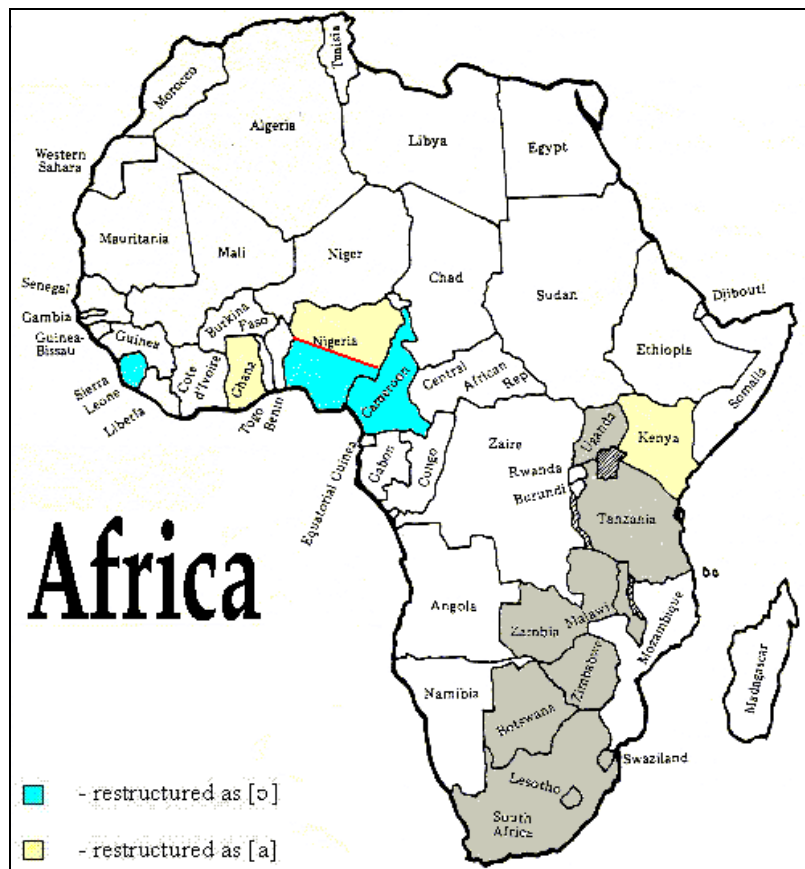 Tunisia
Morocco
Algeria
Libya
Egypt
Western
Sahara
Mauritania
Mali
Niger
Chad
Sudan
Djibouti
Senegal
Gambia
Guinea-
Bissau
Guinea
Burkina
Faso
Nigeria
Ethiopia
Somalia
Sierra
Leone
Liberia
Cote
d'Ivoire
Ghana
Togo
Benin
Cameroon
Central
African
Rep
Equatorial Guinea
Gabon
Congo
Zaire
Uganda
Kenya
Rwanda
Burundi
Tanzania
Africa
Angola
Zambia
Malawi
Mozambique
Madagascar
Namibia
Zimbabwe
Botswana
Swaziland
Lesotho
South
Africa
- restructured as [ɔ]
- restructured as [a]